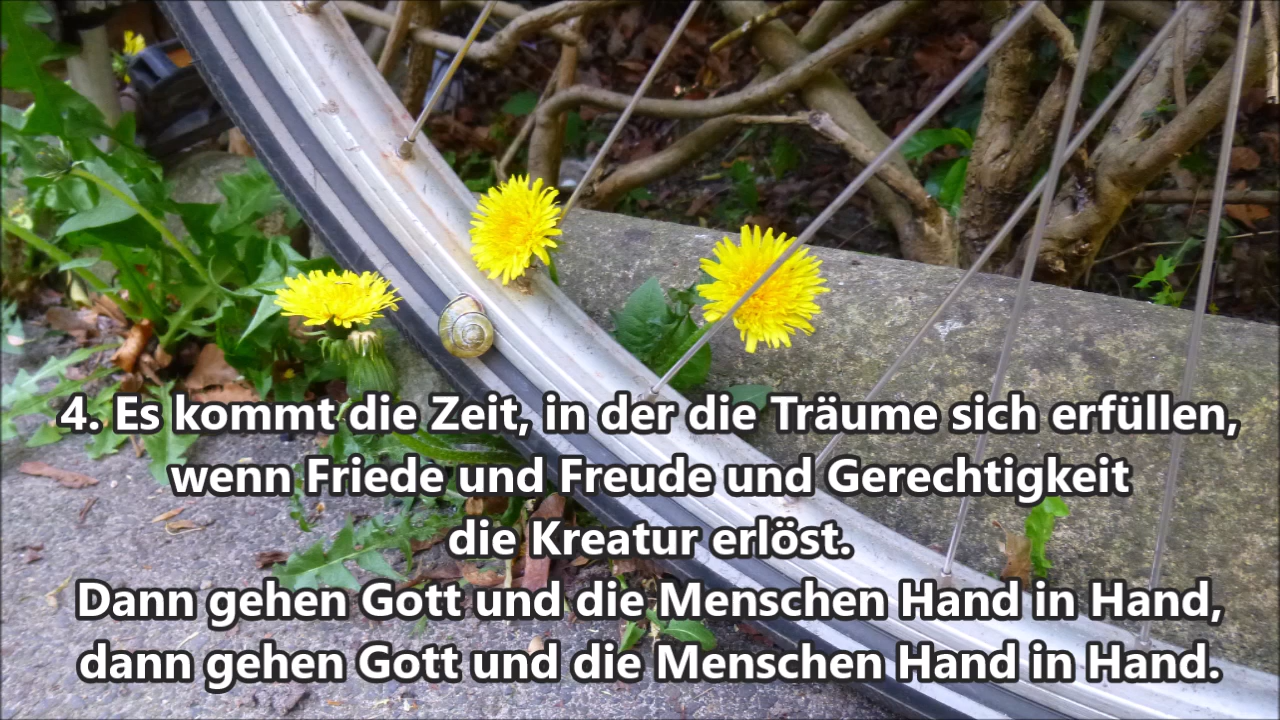 4. Es kommt die Zeit, in der die Träume sich erfüllen,
wenn Friede und Freude und Gerechtigkeit
die Kreatur erlöst.
Dann gehen Gott und die Menschen Hand in Hand,
dann gehen Gott und die Menschen Hand in Hand.